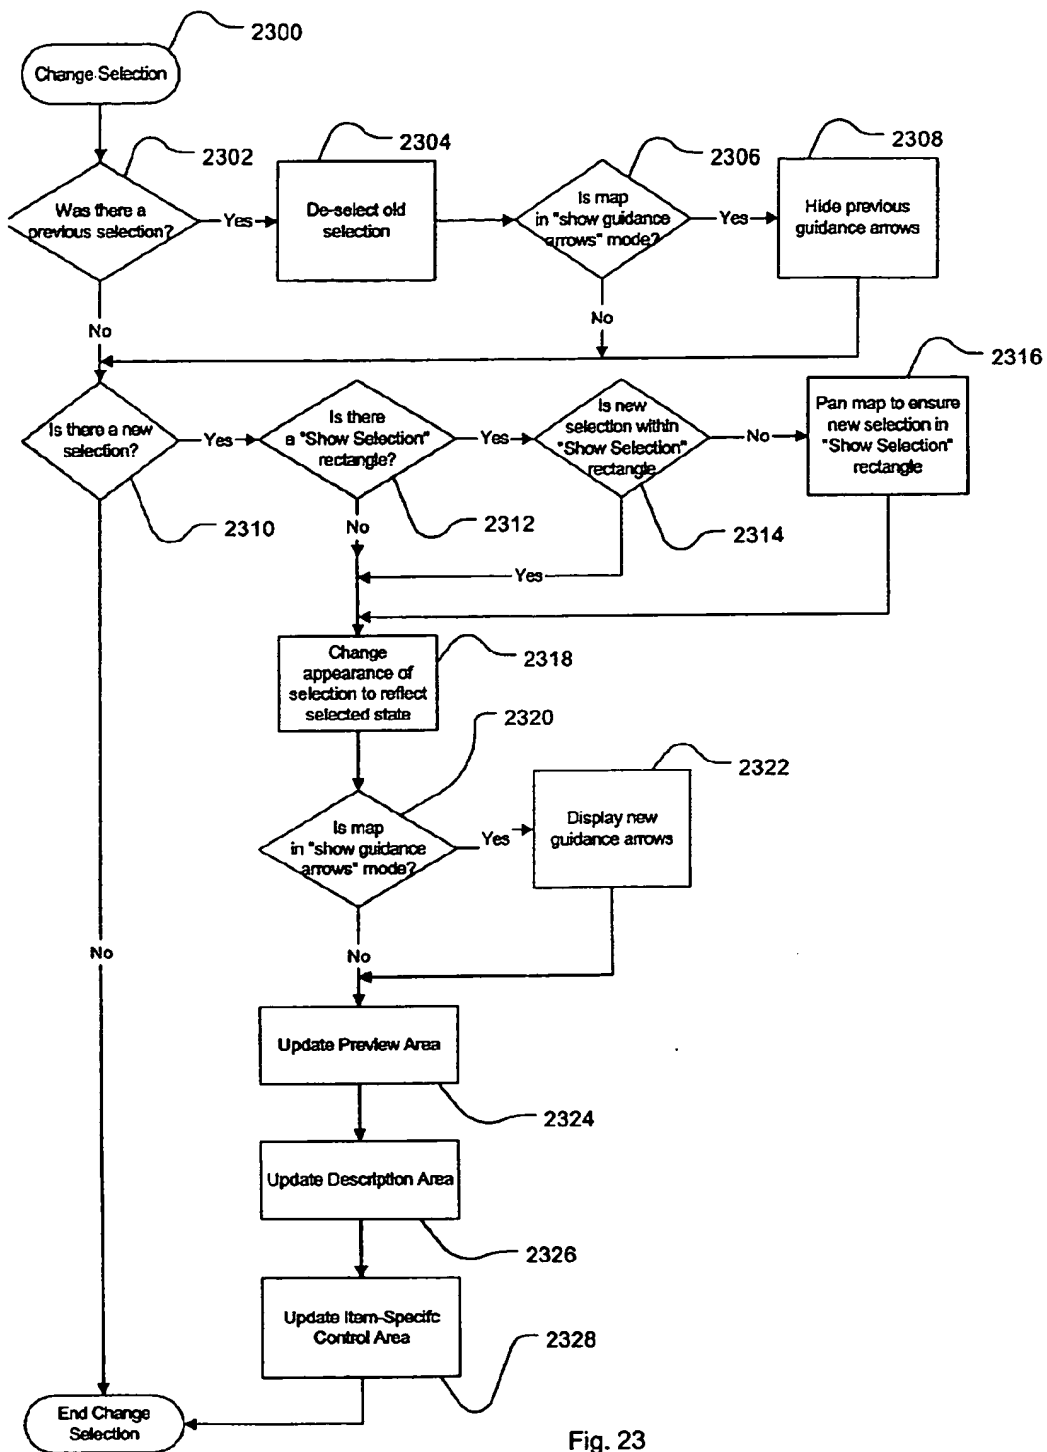 2300
Change Selection
2302
2304
2306
2308
Was there a
previous selection?
Yes
De-select old
selection
Is map
in "show guidance
arrows" mode?
Yes
Hide previous
guidance arrows
No
No
2316
Is there a new
selection?
Yes
Is there
a "Show Selection"
rectangle?
Yes
Is new
selection within
"Show Selection"
rectangle
No
Pan map to ensure
new selection in
"Show Selection"
rectangle
2310
No
2312
2314
Yes
Change
appearance of
selection to reflect
selected state
2318
2320
2322
Is map
in "show guidance
arrows" mode?
Yes
Display new
guidance arrows
No
No
Update Preview Area
2324
Update Description Area
2326
Update Item-Specifc
Control Area
2328
End Change
Selection
Fig. 23